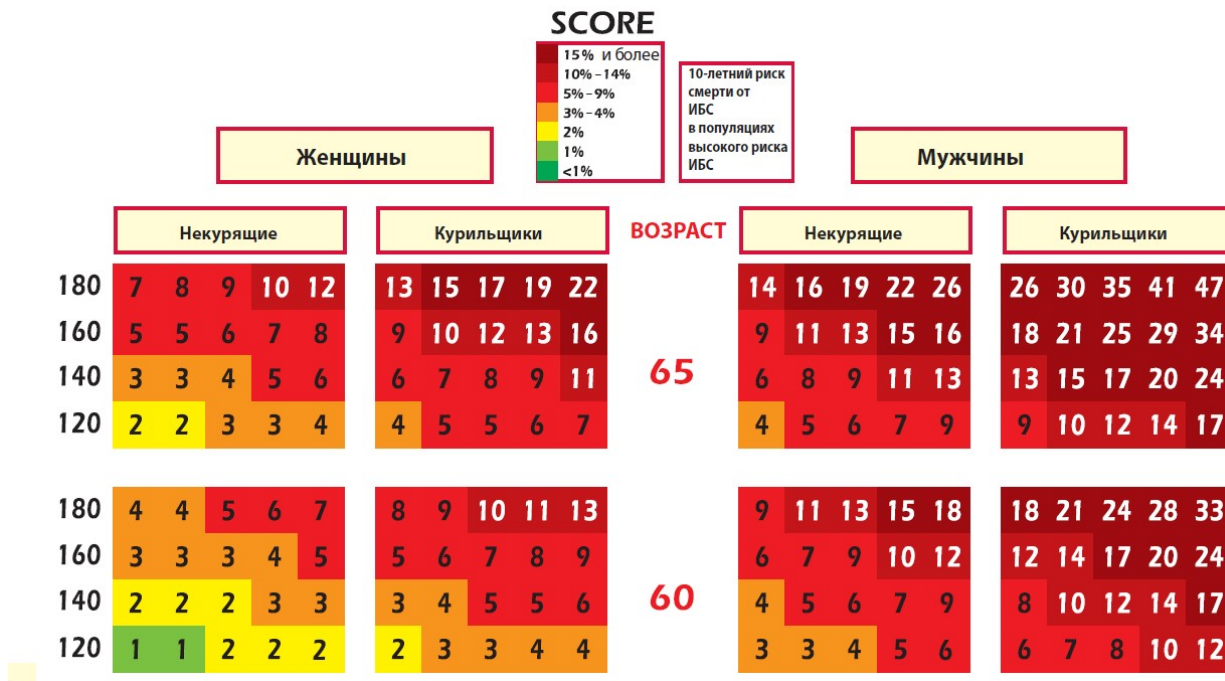 SCORE
15% и более
10% – 14%
5% – 9%
3% – 4%
2%
1%
<1%
10-летний риск
смерти от
ИБС
в популяциях
высокого риска
ИБС
Женщины
Мужчины
Некурящие Курильщики ВОЗРАСТ Некурящие Курильщики
180 7 8 9 10 12 13 15 17 19 22 14 16 19 22 26 26 30 35 41 47
160 5 5 6 7 8 9 10 12 13 16 9 11 13 15 16 18 21 25 29 34
140 3 3 4 5 6 6 7 8 9 11 65 6 8 9 11 13 13 15 17 20 24
120 2 2 3 3 4 4 5 5 6 7 4 5 6 7 9 9 10 12 14 17
180 4 4 5 6 7 8 9 10 11 13 9 11 13 15 18 18 21 24 28 33
160 3 3 3 4 5 5 6 7 8 9 6 7 9 10 12 12 14 17 20 24
140 2 2 2 3 3 3 4 5 5 6 60 4 5 6 7 9 8 10 12 14 17
120 1 1 2 2 2 2 3 3 4 4 3 3 4 5 6 6 7 8 10 12